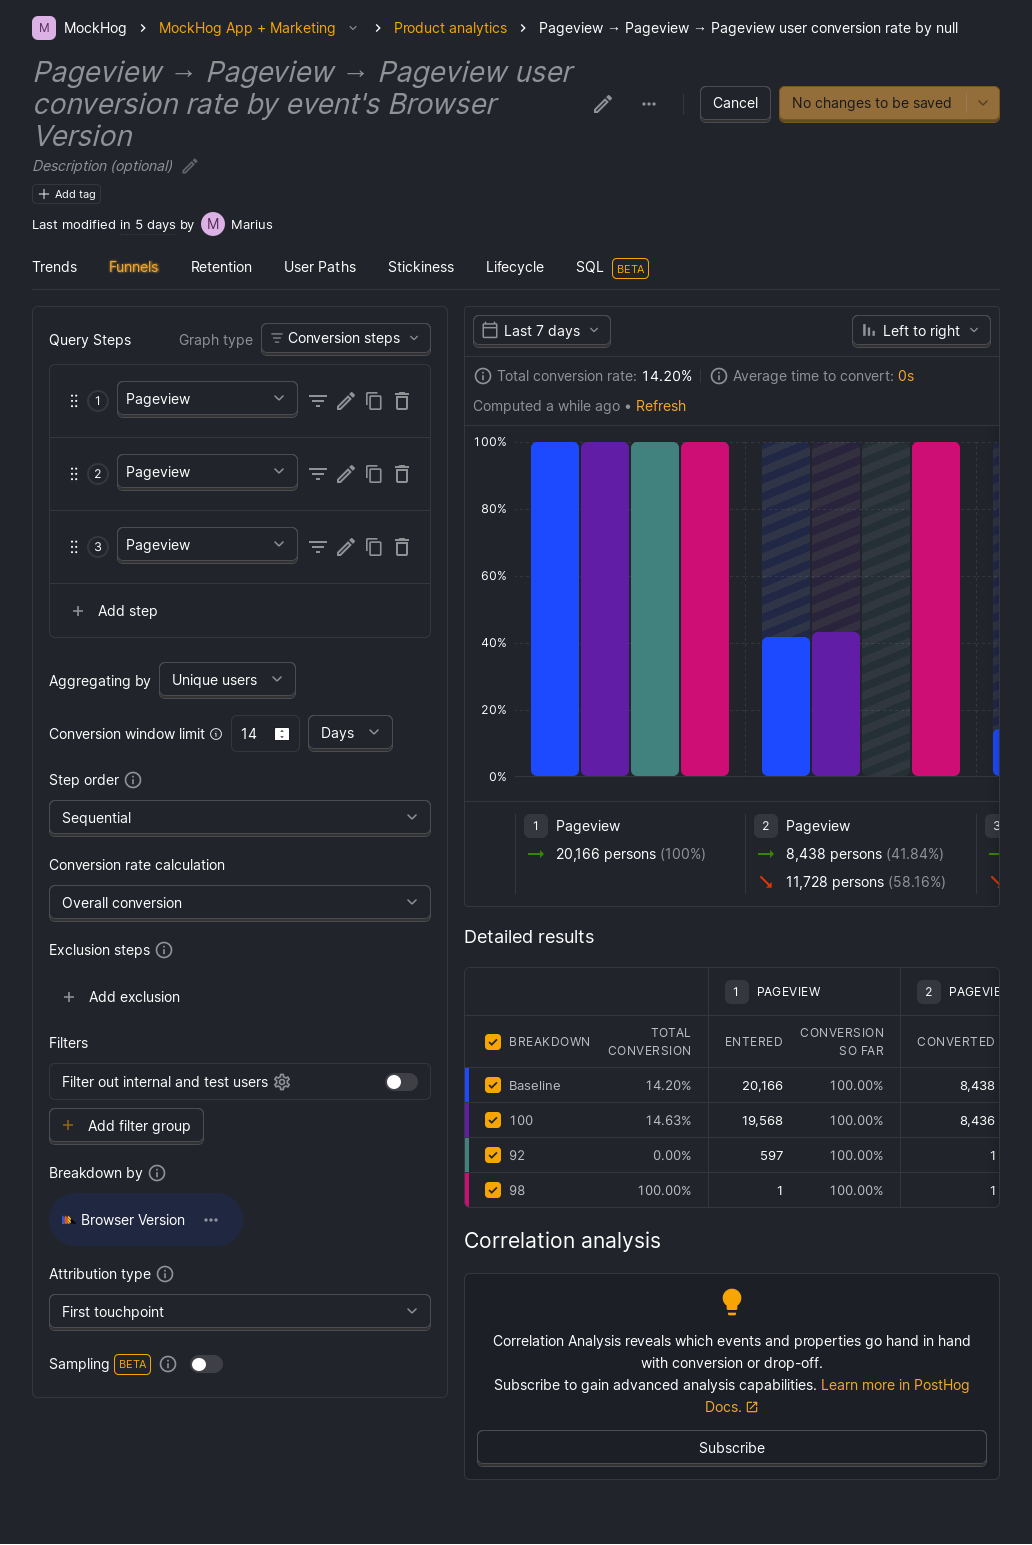 M MockHog > MockHog App + Marketing > Product analytics > Pageview → Pageview → Pageview user conversion rate by null
Pageview → Pageview → Pageview user
conversion rate by event's Browser
Version
Cancel
No changes to be saved
Description (optional)
Add tag
Last modified in 5 days by M Marius
Trends Funnels Retention User Paths Stickiness Lifecycle SQL BETA
Query Steps Graph type Conversion steps
1 Pageview
2 Pageview
3 Pageview
+ Add step
Aggregating by Unique users
Conversion window limit 14 Days
Step order
Sequential
Conversion rate calculation
Overall conversion
Exclusion steps
+ Add exclusion
Filters
Filter out internal and test users
+ Add filter group
Breakdown by
Browser Version
Attribution type
First touchpoint
Sampling BETA
Last 7 days Left to right
Total conversion rate: 14.20% Average time to convert: 0s
Computed a while ago • Refresh
100%
80%
60%
40%
20%
0%
1 Pageview 2 Pageview 3
20,166 persons (100%) 8,438 persons (41.84%)
11,728 persons (58.16%)
Detailed results
1 PAGEVIEW 2 PAGEVIE
BREAKDOWN TOTAL CONVERSION ENTERED CONVERSION SO FAR CONVERTED
Baseline 14.20% 20,166 100.00% 8,438
100 14.63% 19,568 100.00% 8,436
92 0.00% 597 100.00% 1
98 100.00% 1 100.00% 1
Correlation analysis
Correlation Analysis reveals which events and properties go hand in hand
with conversion or drop-off.
Subscribe to gain advanced analysis capabilities. Learn more in PostHog
Docs.
Subscribe